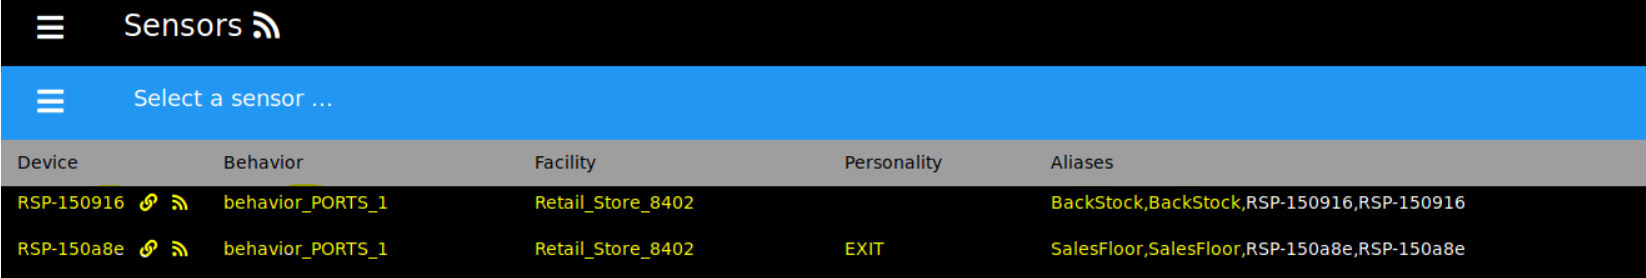 Sensors
Select a sensor ...
Device Behavior Facility Personality Aliases
RSP-150916 behavior_PORTS_1 Retail_Store_8402 BackStock,BackStock,RSP-150916,RSP-150916
RSP-150a8e behavior_PORTS_1 Retail_Store_8402 EXIT SalesFloor,SalesFloor,RSP-150a8e,RSP-150a8e